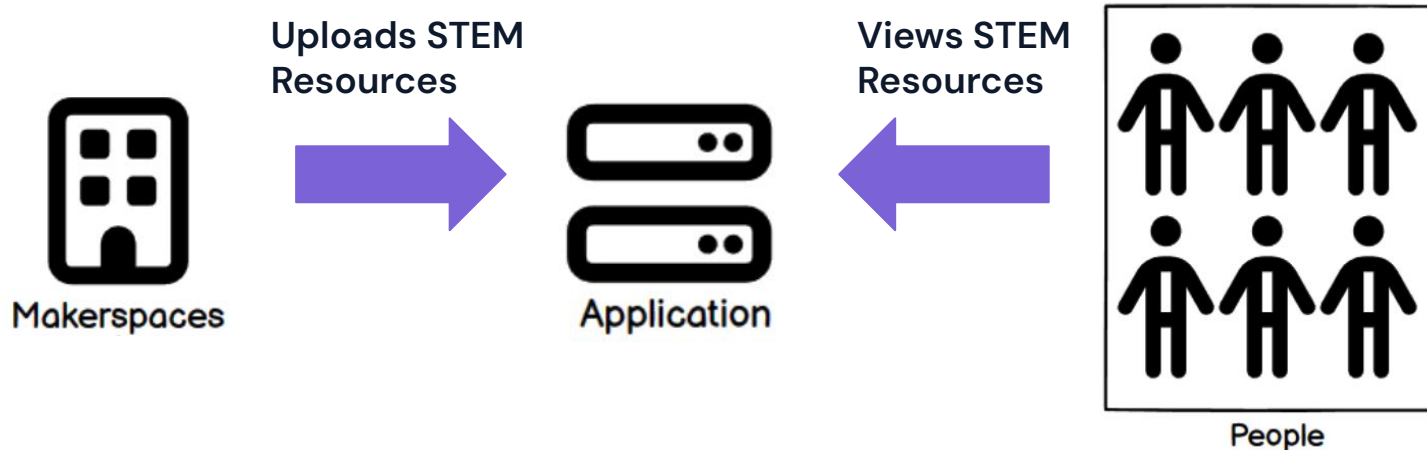 Uploads STEM
Resources
Views STEM
Resources
Makerspaces
Application
People